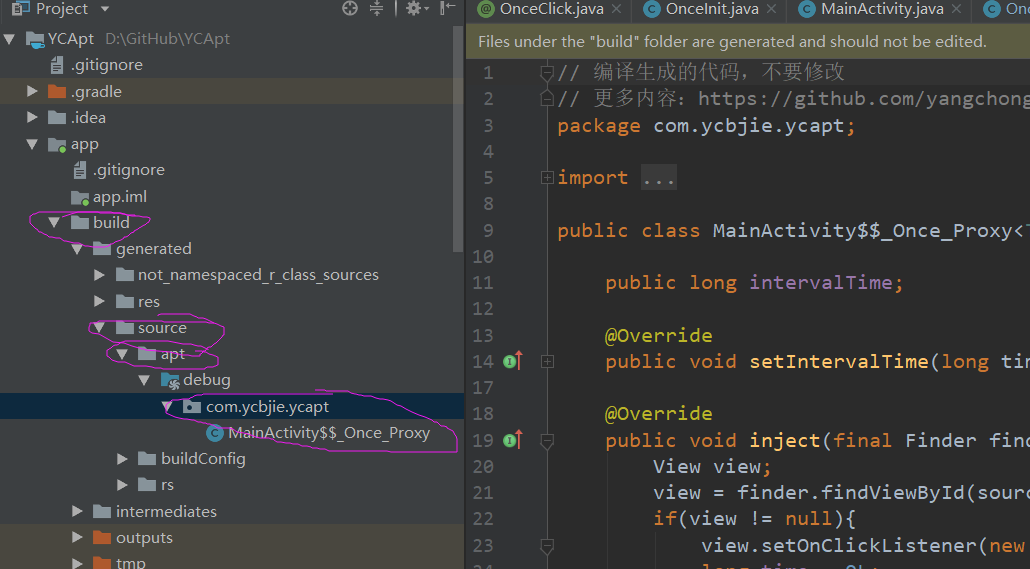 Project
YCApt D:\GitHub\YCApt
.gitignore
.gradle
.idea
app
.gitignore
app.iml
build
generated
not_namespaced_r_class_sources
res
source
apt
debug
com.ycbjie.ycapt
MainActivity$$_Once_Proxy
buildConfig
rs
intermediates
outputs
tmp
OnceClick.java OnceInit.java MainActivity.java
Files under the "build" folder are generated and should not be edited.
1 // 编译生成的代码，不要修改
2 // 更多内容：https://github.com/yangchong
3 package com.ycbjie.ycapt;
4
5 import ...
8
9 public class MainActivity$$_Once_Proxy<
10
11 public long intervalTime;
12
13 @Override
14 public void setIntervalTime(long tim
17
18 @Override
19 public void inject(final Finder find
20 View view;
21 view = finder.findViewById(sourc
22 if(view != null){
23 view.setOnClickListener(new